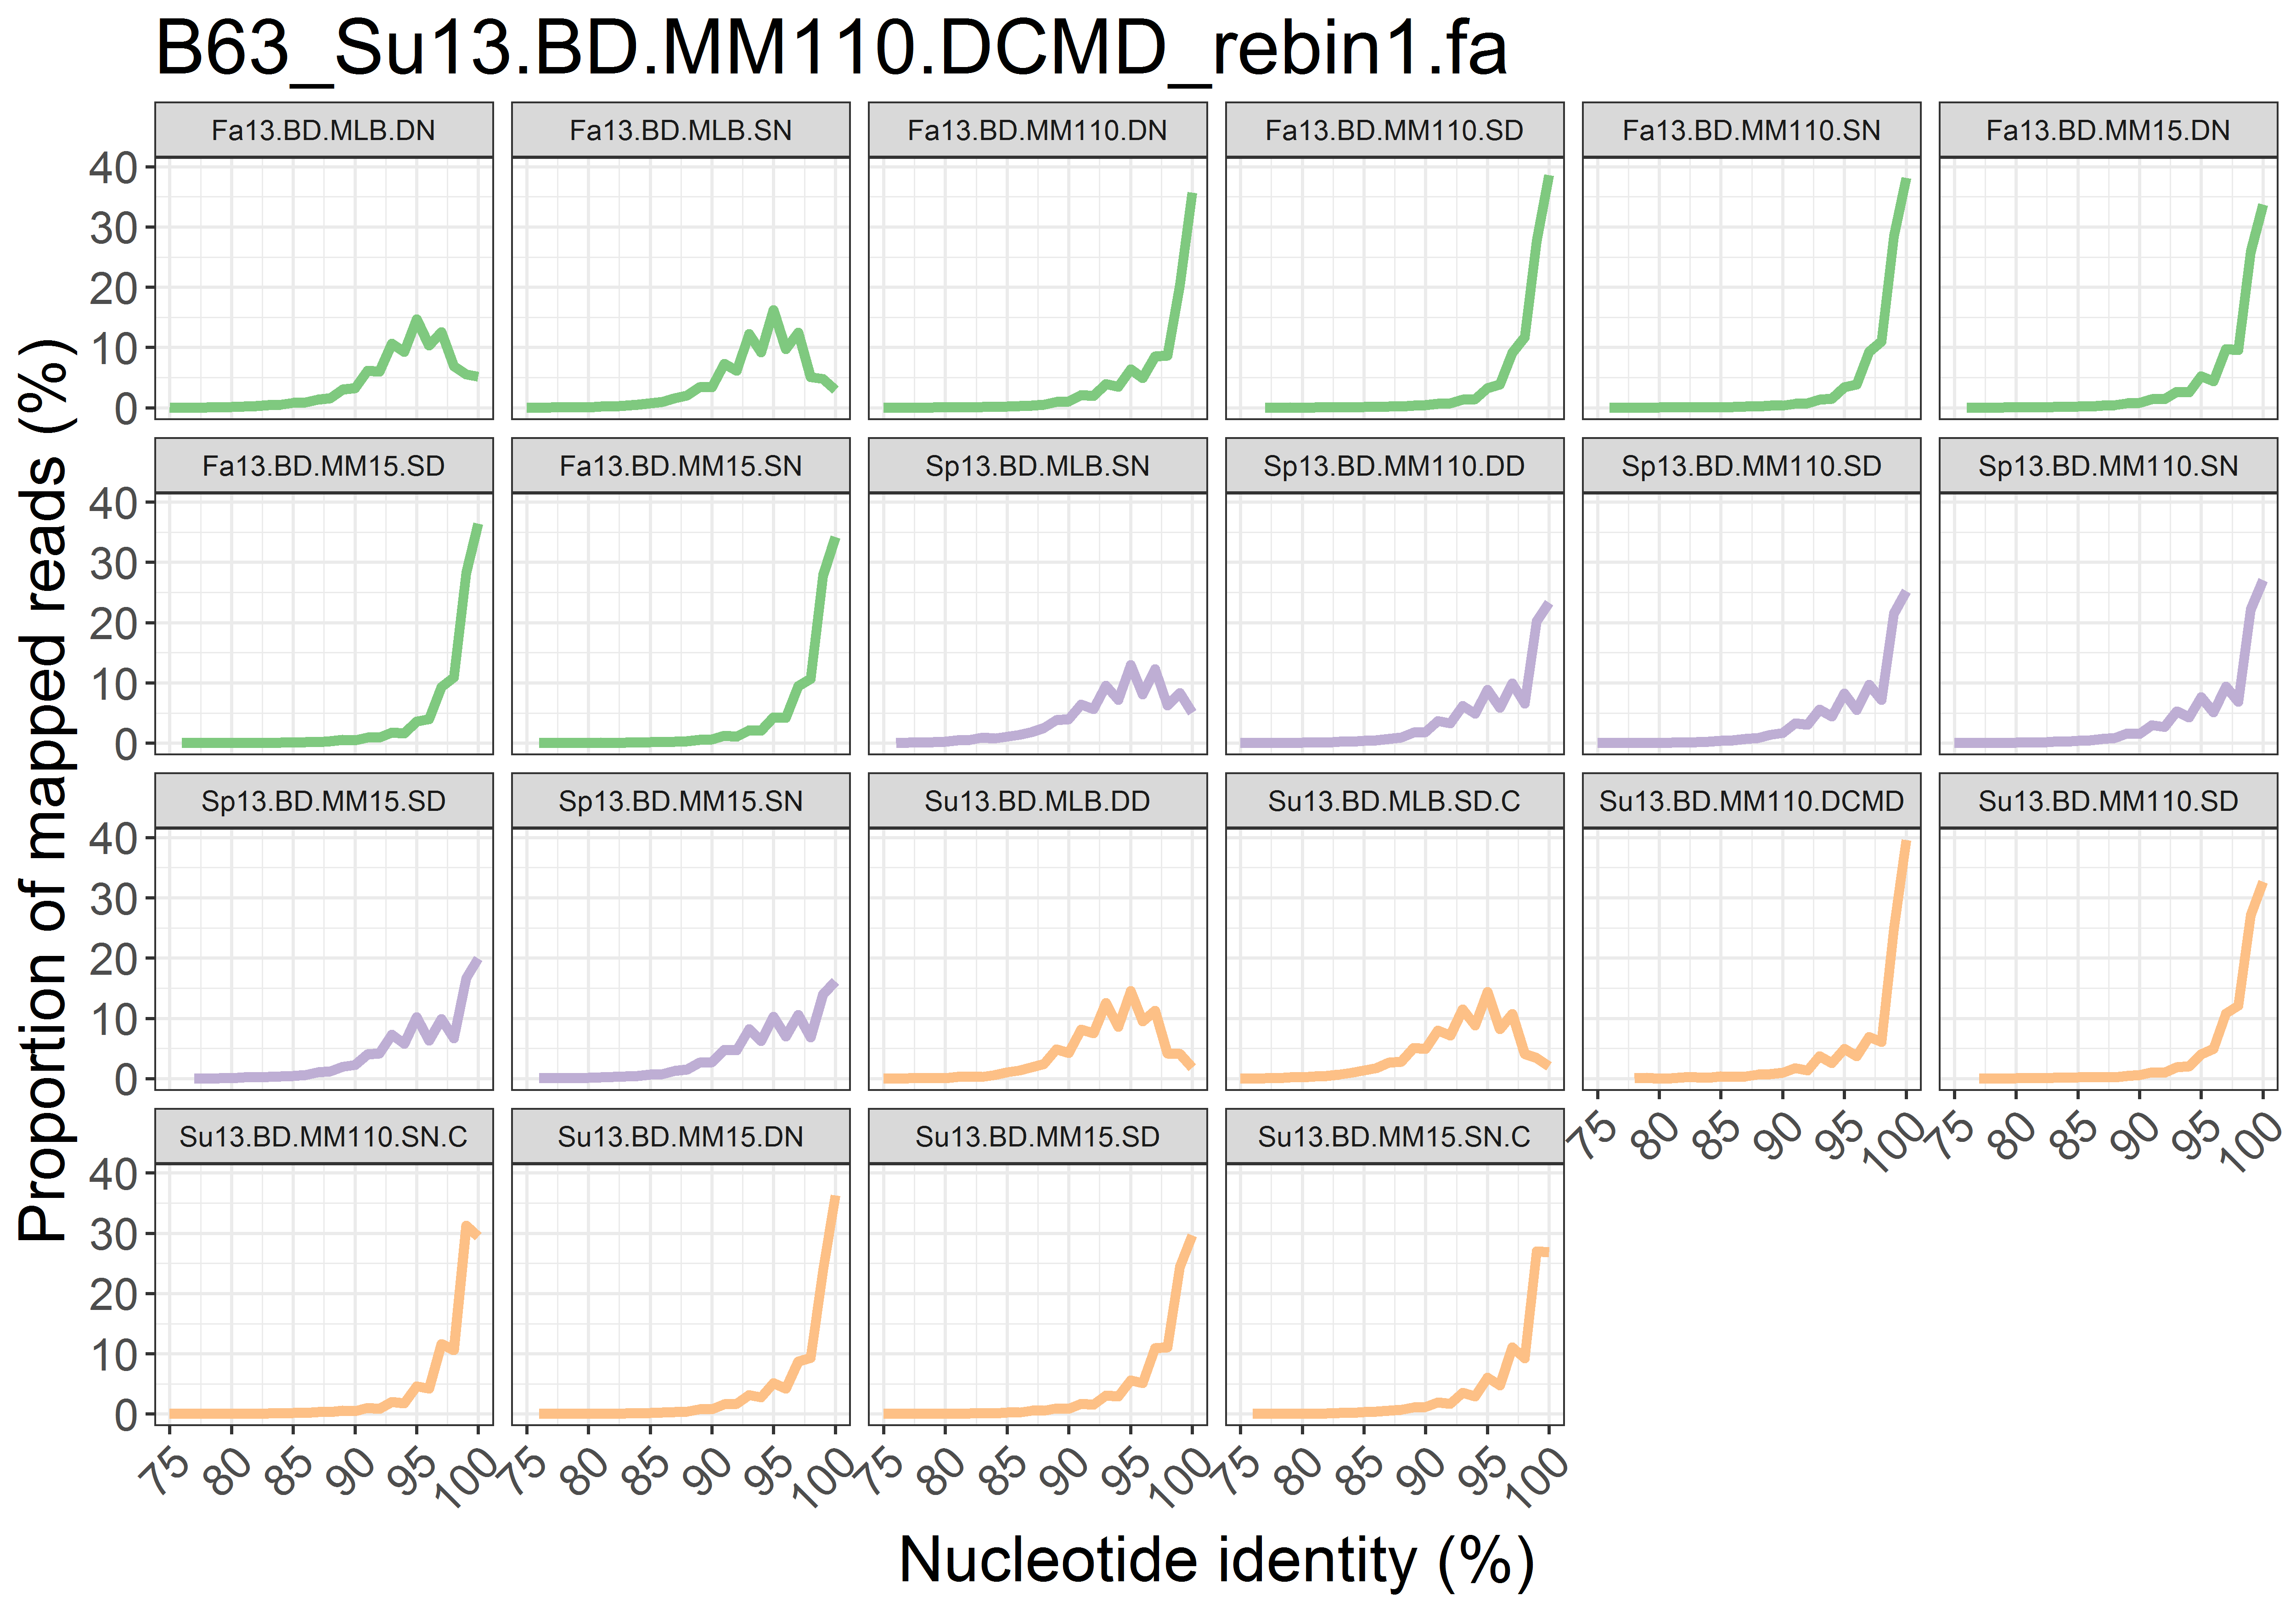 B63_Su13.BD.MM110.DCMD_rebin1.fa
Fa13.BD.MLB.DN Fa13.BD.MLB.SN Fa13.BD.MM110.DN Fa13.BD.MM110.SD Fa13.BD.MM110.SN Fa13.BD.MM15.DN
40
30
20
10
0
Fa13.BD.MM15.SD Fa13.BD.MM15.SN Sp13.BD.MLB.SN Sp13.BD.MM110.DD Sp13.BD.MM110.SD Sp13.BD.MM110.SN
40
30
20
10
0
Sp13.BD.MM15.SD Sp13.BD.MM15.SN Su13.BD.MLB.DD Su13.BD.MLB.SD.C Su13.BD.MM110.DCMD Su13.BD.MM110.SD
40
30
20
10
0
75 80 85 90 95 100 75 80 85 90 95 100
Su13.BD.MM110.SN.C Su13.BD.MM15.DN Su13.BD.MM15.SD Su13.BD.MM15.SN.C
40
30
20
10
0
75 80 85 90 95 100 75 80 85 90 95 100 75 80 85 90 95 100 75 80 85 90 95 100
Proportion of mapped reads (%)
Nucleotide identity (%)